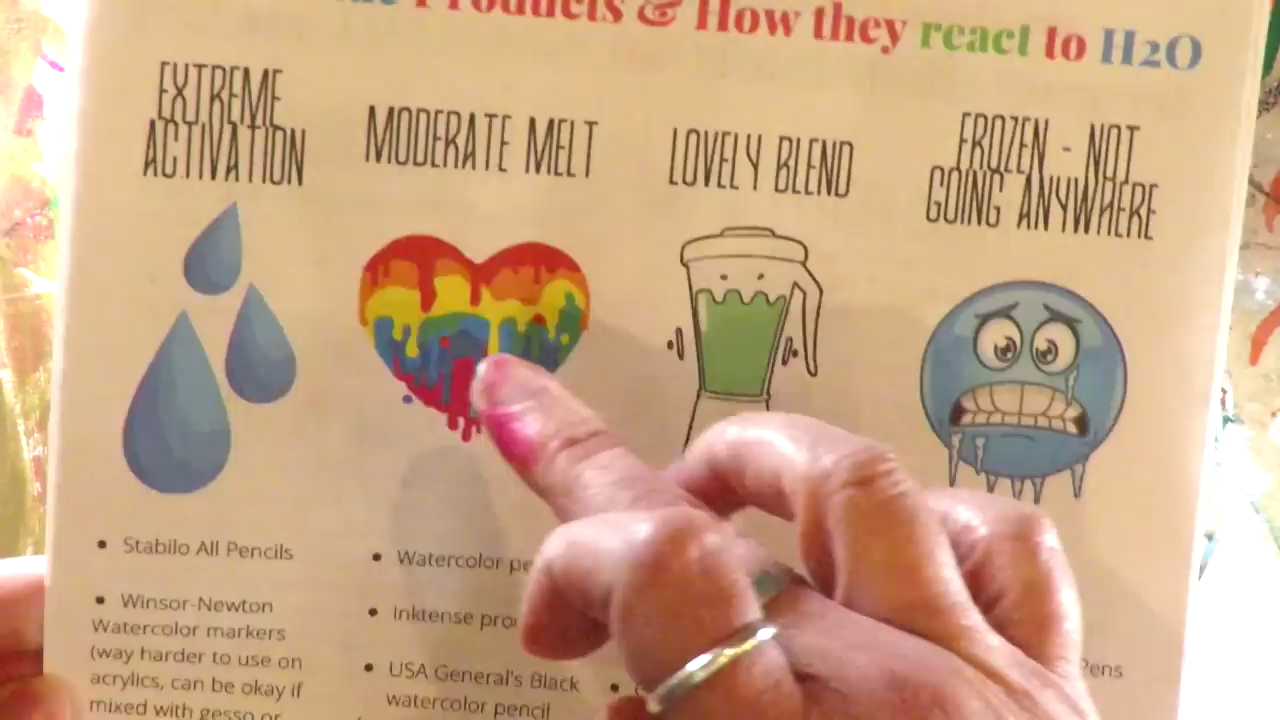 Products & How they react to H2O
EXTREME
ACTIVATION
MODERATE MELT
LOVELY BLEND
FROZEN - NOT
GOING ANYWHERE
• Stabilo All Pencils
• Winsor-Newton
Watercolor markers
(way harder to use on
acrylics, can be okay if
mixed with gesso or
• Watercolor
• Inktense
• USA General's Black
watercolor pencil
Pens